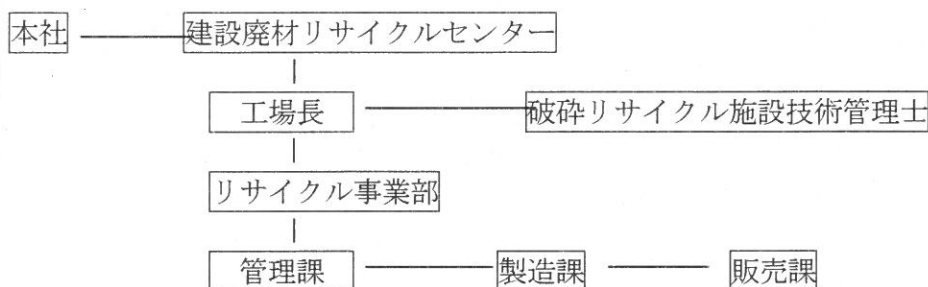 本社 建設廃材リサイクルセンター
工場長 破砕リサイクル施設技術管理士
リサイクル事業部
管理課 製造課 販売課